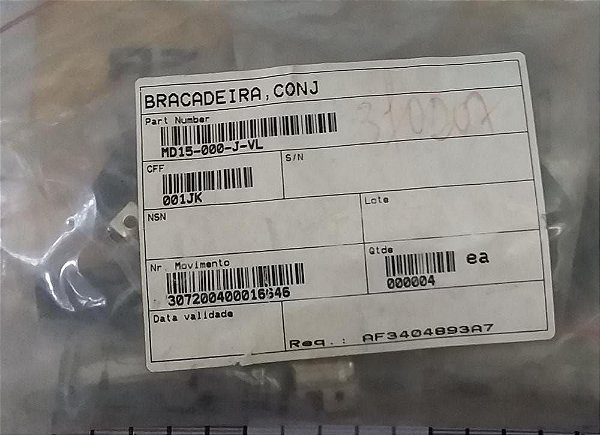 BRACADEIRA,CONJ
Part Number
MD15-000-J-VL
CFF
001JK
S/N
NSN
Lote
Nr. Movimento
307200400016646
Qtde
000004
ea
Data validade
Req.: AF3404893A7